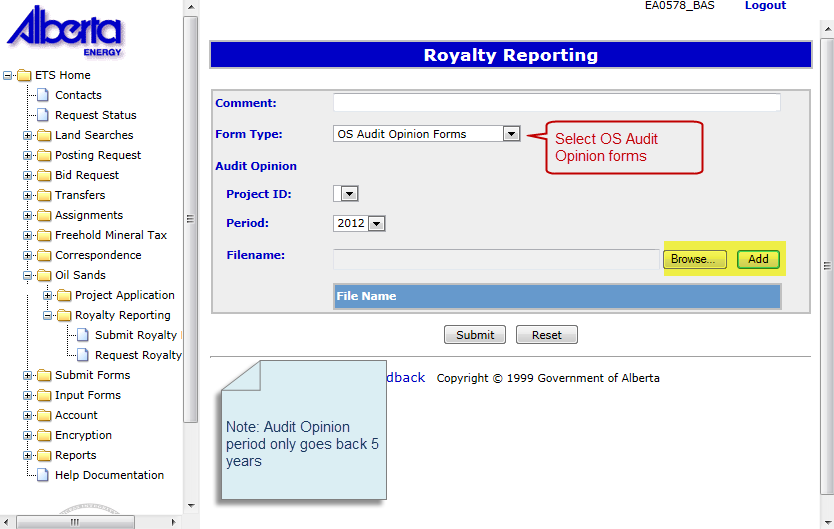 Alberta
ENERGY
ETS Home
Contacts
Request Status
Land Searches
Posting Request
Bid Request
Transfers
Assignments
Freehold Mineral Tax
Correspondence
Oil Sands
Project Application
Royalty Reporting
Submit Royalty
Request Royalty
Submit Forms
Input Forms
Account
Encryption
Reports
Help Documentation
EA0578_BAS Logout
Royalty Reporting
Comment:
Form Type: OS Audit Opinion Forms
Select OS Audit
Opinion forms
Audit Opinion
Project ID:
Period: 2012
Filename: Browse... Add
File Name
Submit Reset
dback Copyright © 1999 Government of Alberta
Note: Audit Opinion
period only goes back 5
years